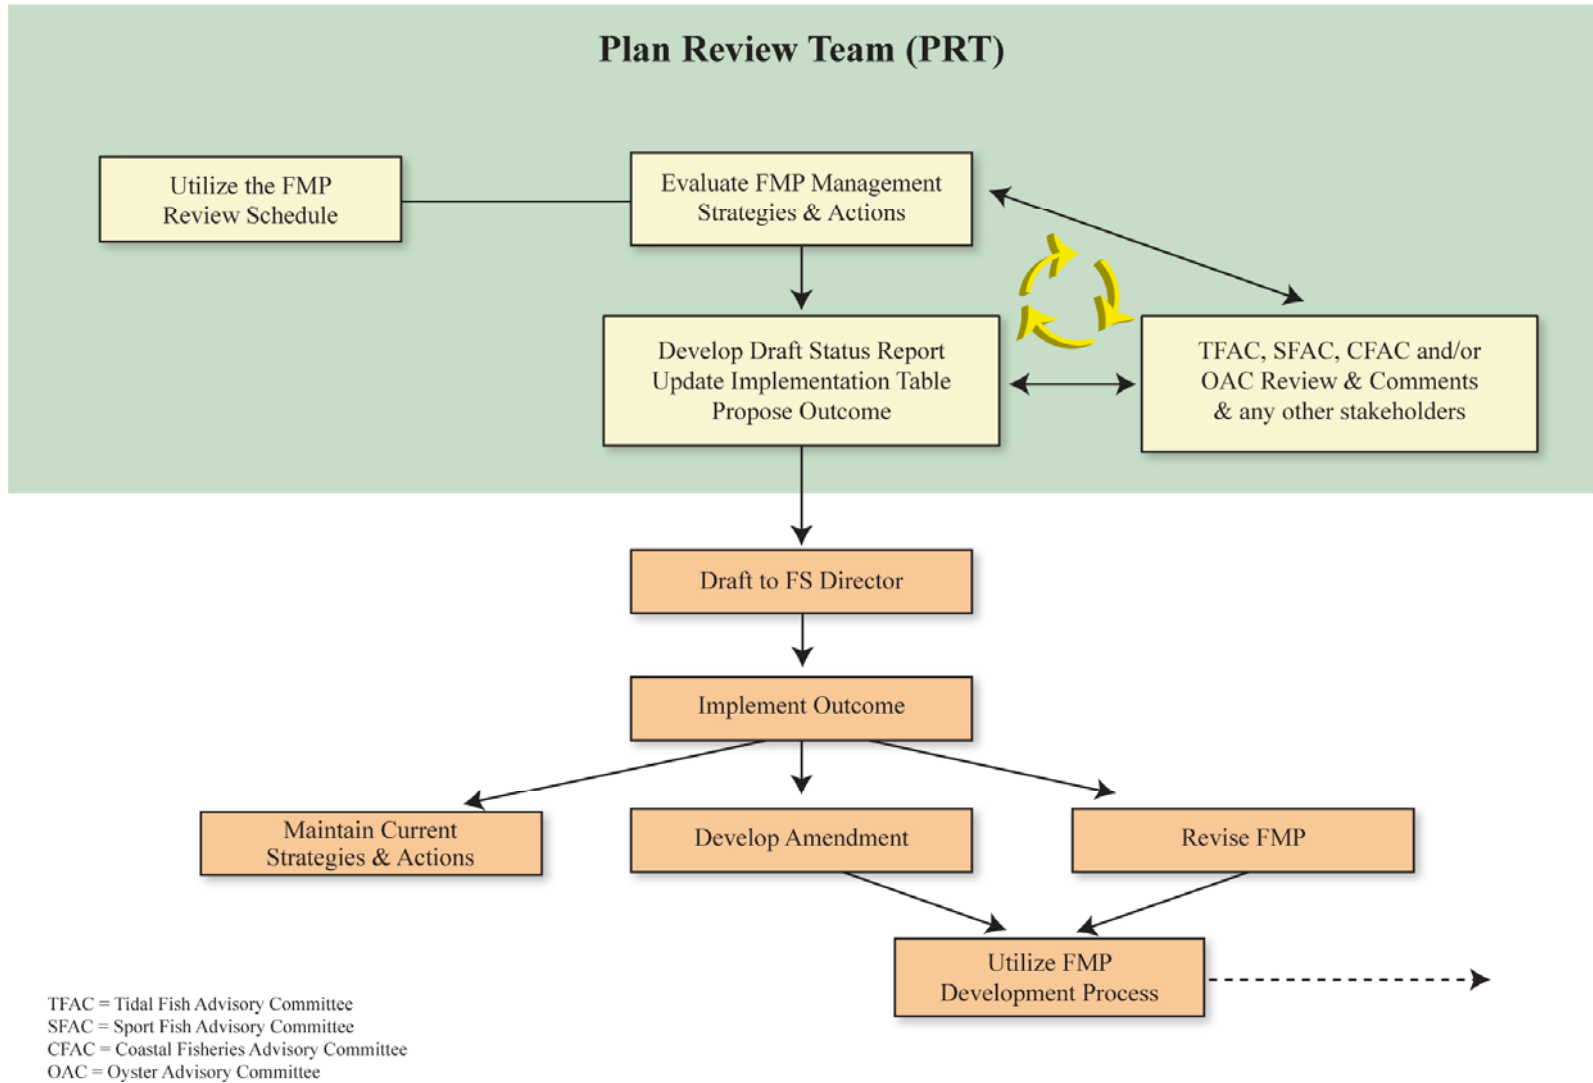 Plan Review Team (PRT)
Utilize the FMP
Review Schedule
Evaluate FMP Management
Strategies & Actions
Develop Draft Status Report
Update Implementation Table
Propose Outcome
TFAC, SFAC, CFAC and/or
OAC Review & Comments
& any other stakeholders
Draft to FS Director
Implement Outcome
Maintain Current
Strategies & Actions
Develop Amendment
Revise FMP
Utilize FMP
Development Process
TFAC = Tidal Fish Advisory Committee
SFAC = Sport Fish Advisory Committee
CFAC = Coastal Fisheries Advisory Committee
OAC = Oyster Advisory Committee